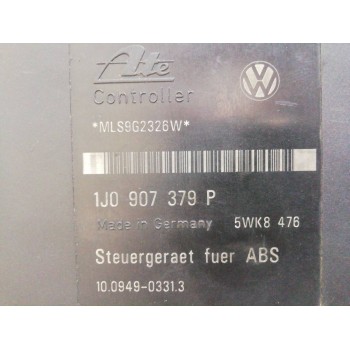 Ate
Controller
*MLS9G2326W*
1J0 907 379 P
Made in Germany 5WK8 476
Steuergeraet fuer ABS
10.0949-0331.3